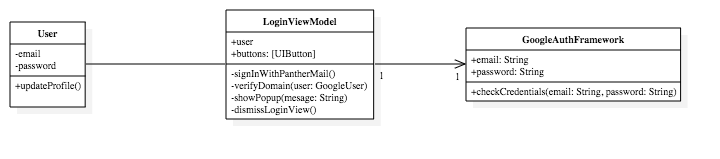 User
-email
-password
+updateProfile()
LoginViewModel
+user
+buttons: [UIButton]
-signInWithPantherMail()
-verifyDomain(user: GoogleUser)
-showPopup(mesage: String)
-dismissLoginView()
1
1
GoogleAuthFramework
+email: String
+password: String
+checkCredentials(email: String, password: String)